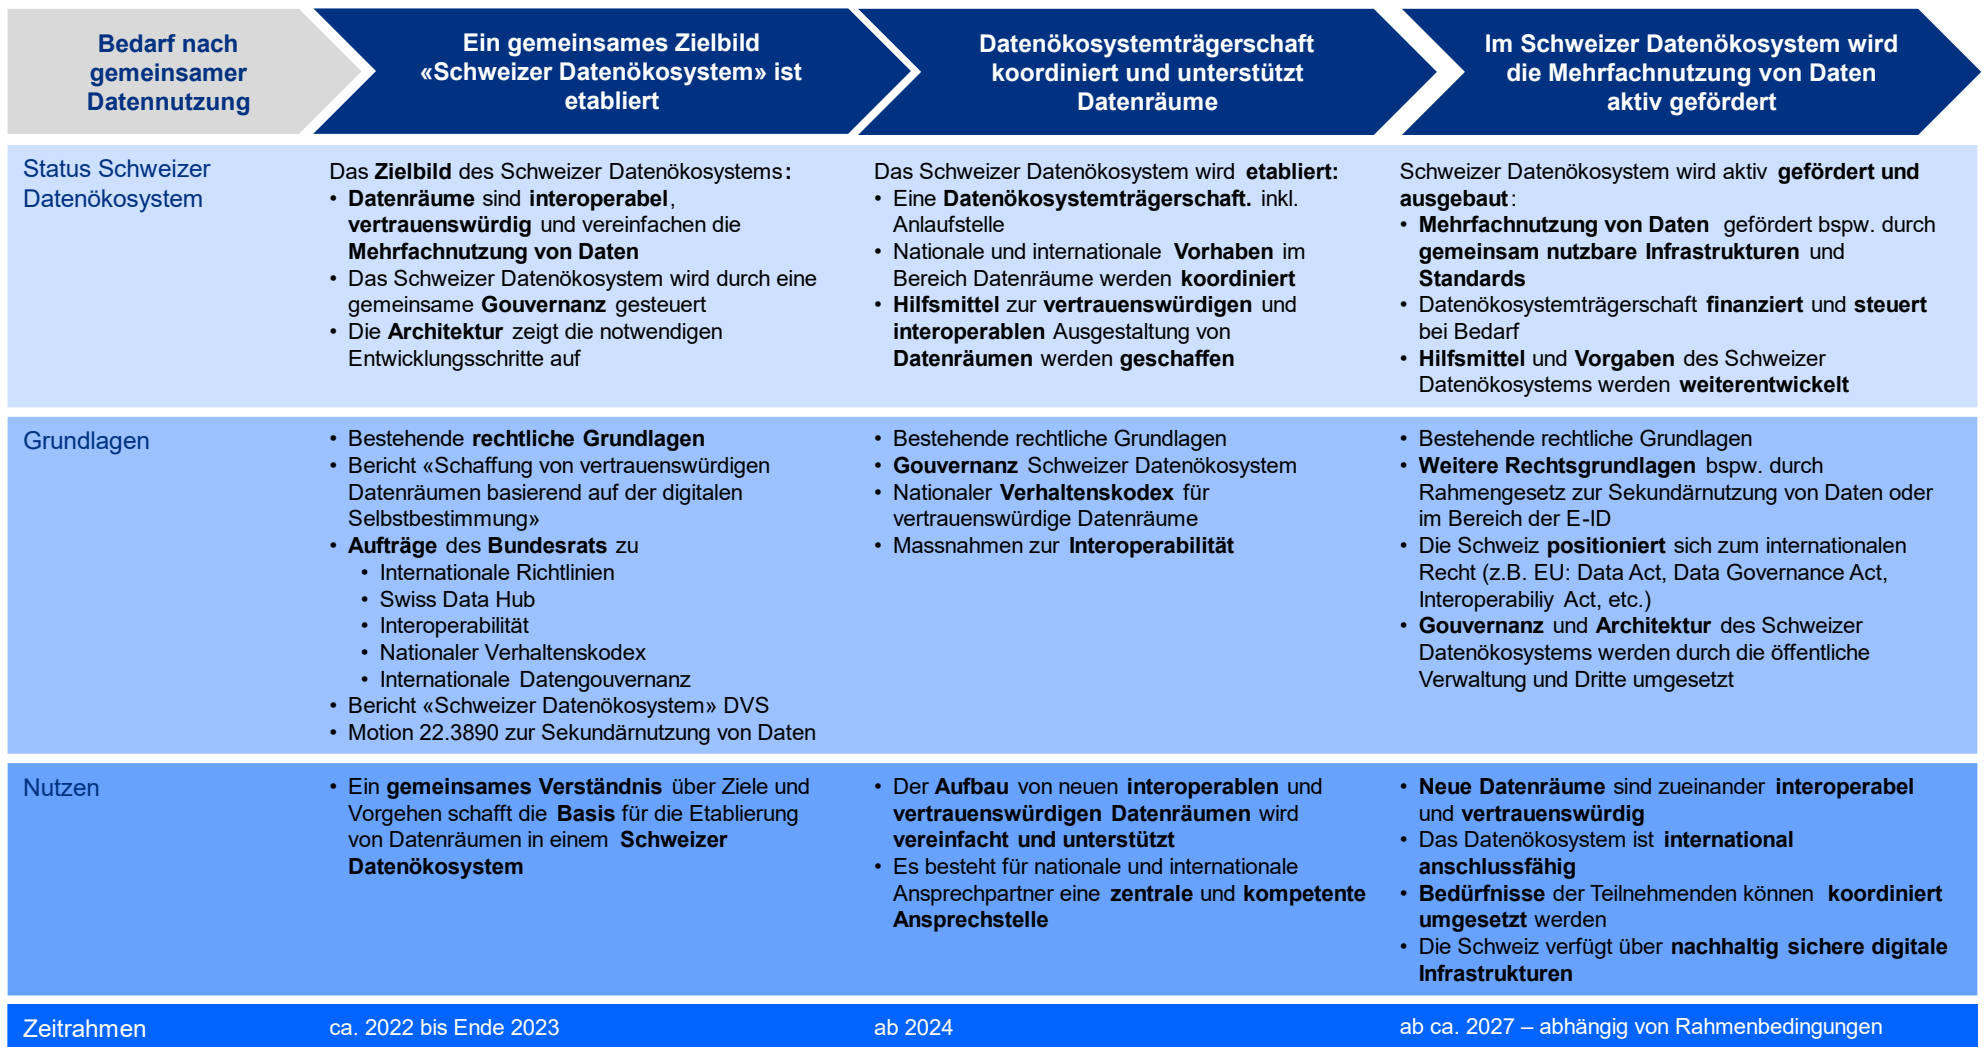 Bedarf nach
gemeinsamer
Datennutzung
Ein gemeinsames Zielbild
«Schweizer Datenökosystem» ist
etabliert
Datenökosystemträgerschaft
koordiniert und unterstützt
Datenräume
Im Schweizer Datenökosystem wird
die Mehrfachnutzung von Daten
aktiv gefördert
Status Schweizer
Datenökosystem
Das Zielbild des Schweizer Datenökosystems:
• Datenräume sind interoperabel,
vertrauenswürdig und vereinfachen die
Mehrfachnutzung von Daten
• Das Schweizer Datenökosystem wird durch eine
gemeinsame Gouvernanz gesteuert
• Die Architektur zeigt die notwendigen
Entwicklungsschritte auf
Das Schweizer Datenökosystem wird etabliert:
• Eine Datenökosystemträgerschaft. inkl.
Anlaufstelle
• Nationale und internationale Vorhaben im
Bereich Datenräume werden koordiniert
• Hilfsmittel zur vertrauenswürdigen und
interoperablen Ausgestaltung von
Datenräumen werden geschaffen
Schweizer Datenökosystem wird aktiv gefördert und
ausgebaut:
• Mehrfachnutzung von Daten gefördert bspw. durch
gemeinsam nutzbare Infrastrukturen und
Standards
• Datenökosystemträgerschaft finanziert und steuert
bei Bedarf
• Hilfsmittel und Vorgaben des Schweizer
Datenökosystems werden weiterentwickelt
Grundlagen
• Bestehende rechtliche Grundlagen
• Bericht «Schaffung von vertrauenswürdigen
Datenräumen basierend auf der digitalen
Selbstbestimmung»
• Aufträge des Bundesrats zu
• Internationale Richtlinien
• Swiss Data Hub
• Interoperabilität
• Nationaler Verhaltenskodex
• Internationale Datengouvernanz
• Bericht «Schweizer Datenökosystem» DVS
• Motion 22.3890 zur Sekundärnutzung von Daten
• Bestehende rechtliche Grundlagen
• Gouvernanz Schweizer Datenökosystem
• Nationaler Verhaltenskodex für
vertrauenswürdige Datenräume
• Massnahmen zur Interoperabilität
• Bestehende rechtliche Grundlagen
• Weitere Rechtsgrundlagen bspw. durch
Rahmengesetz zur Sekundärnutzung von Daten oder
im Bereich der E-ID
• Die Schweiz positioniert sich zum internationalen
Recht (z.B. EU: Data Act, Data Governance Act,
Interoperabiliy Act, etc.)
• Gouvernanz und Architektur des Schweizer
Datenökosystems werden durch die öffentliche
Verwaltung und Dritte umgesetzt
Nutzen
• Ein gemeinsames Verständnis über Ziele und
Vorgehen schafft die Basis für die Etablierung
von Datenräumen in einem Schweizer
Datenökosystem
• Der Aufbau von neuen interoperablen und
vertrauenswürdigen Datenräumen wird
vereinfacht und unterstützt
• Es besteht für nationale und internationale
Ansprechpartner eine zentrale und kompetente
Ansprechstelle
• Neue Datenräume sind zueinander interoperabel
und vertrauenswürdig
• Das Datenökosystem ist international
anschlussfähig
• Bedürfnisse der Teilnehmenden können koordiniert
umgesetzt werden
• Die Schweiz verfügt über nachhaltig sichere digitale
Infrastrukturen
Zeitrahmen
ca. 2022 bis Ende 2023
ab 2024
ab ca. 2027 – abhängig von Rahmenbedingungen